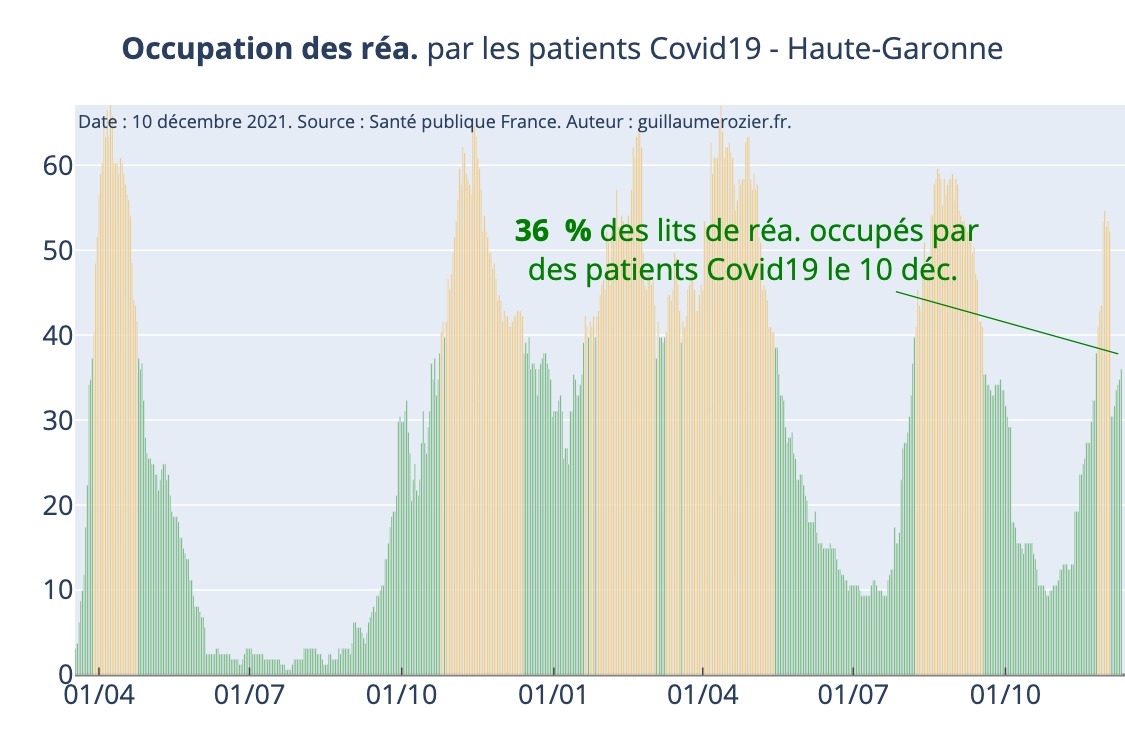 Occupation des réa. par les patients Covid19 - Haute-Garonne
Date : 10 décembre 2021. Source : Santé publique France. Auteur : guillaumerozier.fr.
60
36 % des lits de réa. occupés par
50
des patients Covid19 le 10 déc.
40
30
20
10
0
01/04 01/07 01/10 01/01 01/04 01/07 01/10